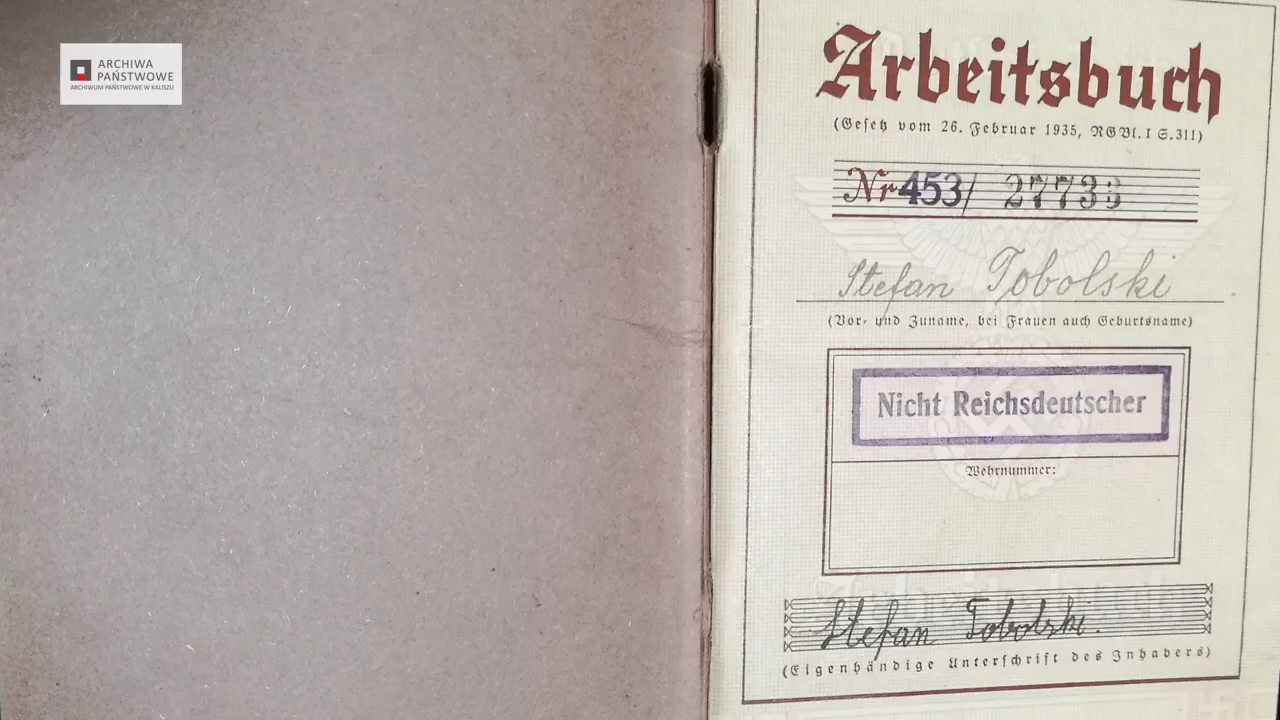 ARCHIWA
PAŃSTWOWE
ARCHIWUM PAŃSTWOWE W KALISZU
Arbeitsbuch
(Gesetz vom 26. Februar 1935, RGBl. I S.311)
Nr 453/ 27733
Stefan Tobolski
(Vor- und Zuname, bei Frauen auch Geburtsname)
Nicht Reichsdeutscher
Wehrnummer:
Stefan Tobolski.
(Eigenhändige Unterschrift des Inhabers)